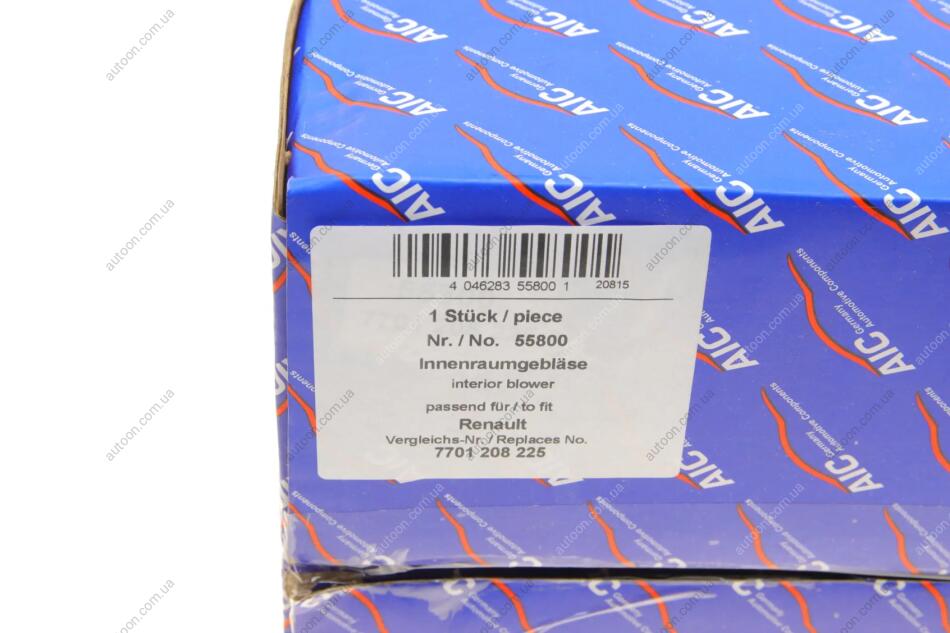 4 046283 55800 1 20815
1 Stück / piece
Nr. / No. 55800
Innenraumgebläse
interior blower
passend für / to fit
Renault
Vergleichs-Nr. / Replaces No.
7701 208 225
AIC Germany
Automotive Components
autoon.com.ua